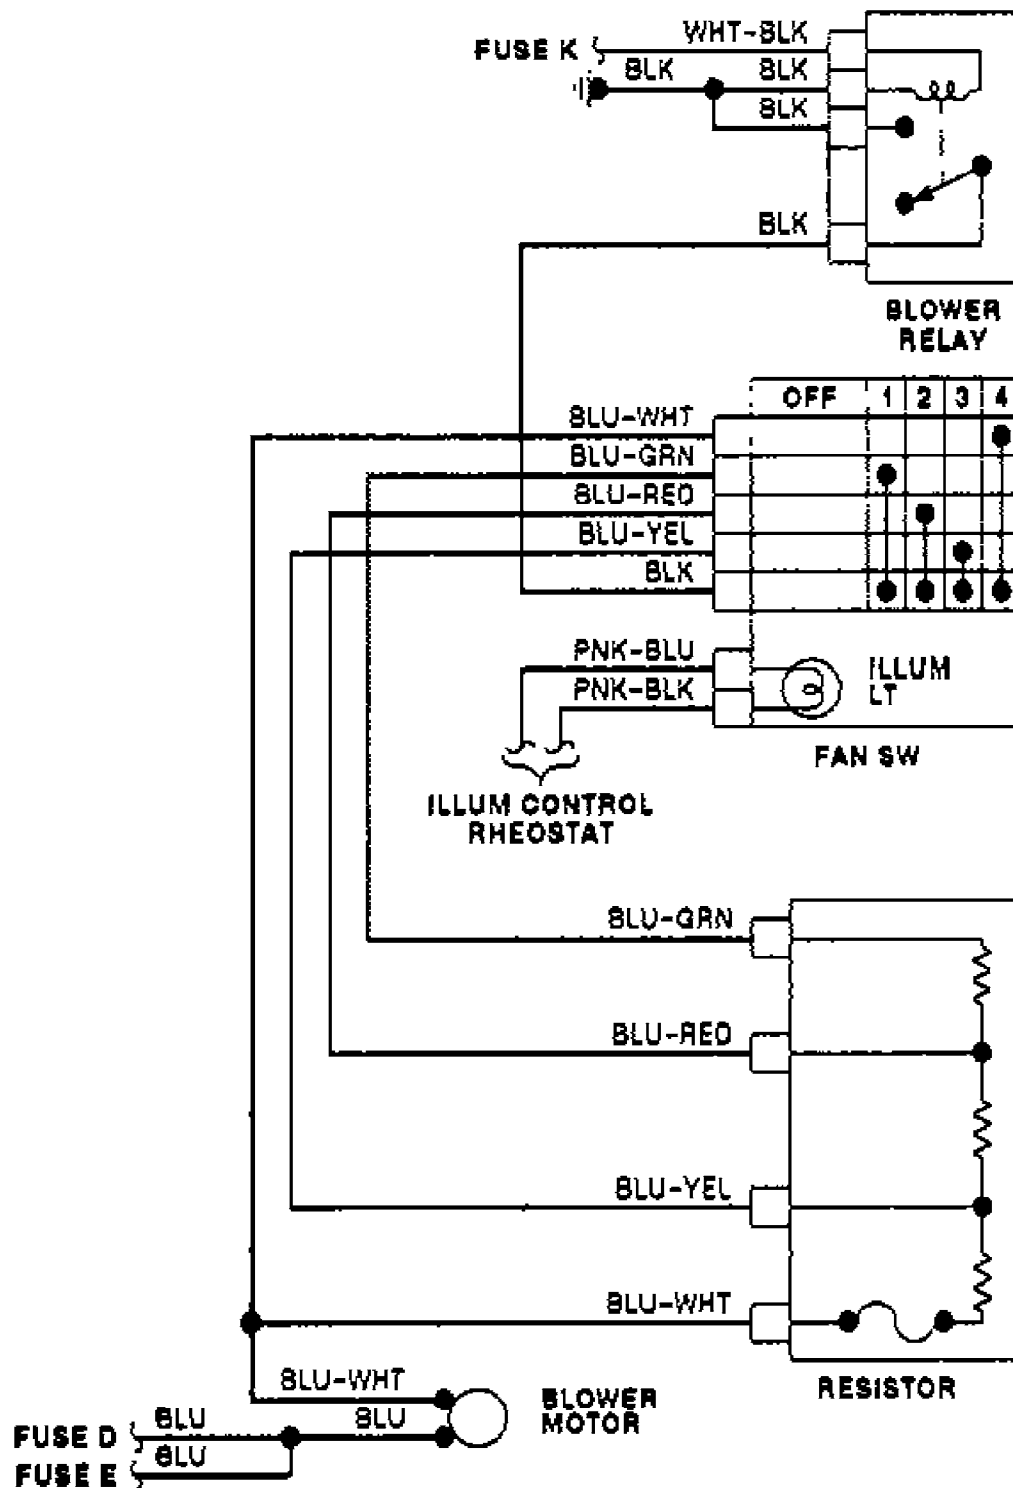 WHT-BLK
FUSE K
BLK
BLK
BLK
BLK
BLOWER
RELAY
OFF 1 2 3 4
BLU-WHT
BLU-GRN
BLU-RED
BLU-YEL
BLK
PNK-BLU
PNK-BLK
ILLUM
LT
FAN SW
ILLUM CONTROL
RHEOSTAT
BLU-GRN
BLU-RED
BLU-YEL
BLU-WHT
RESISTOR
BLU-WHT
BLOWER
MOTOR
FUSE D
BLU
BLU
FUSE E
BLU